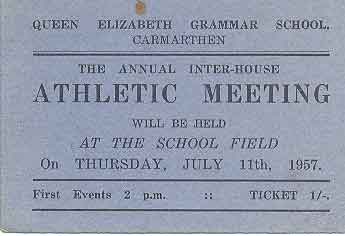 QUEEN ELIZABETH GRAMMAR SCHOOL,
CARMARTHEN
THE ANNUAL INTER-HOUSE
ATHLETIC MEETING
WILL BE HELD
AT THE SCHOOL FIELD
On THURSDAY, JULY 11th, 1957.
First Events 2 p.m. :: TICKET 1/-.